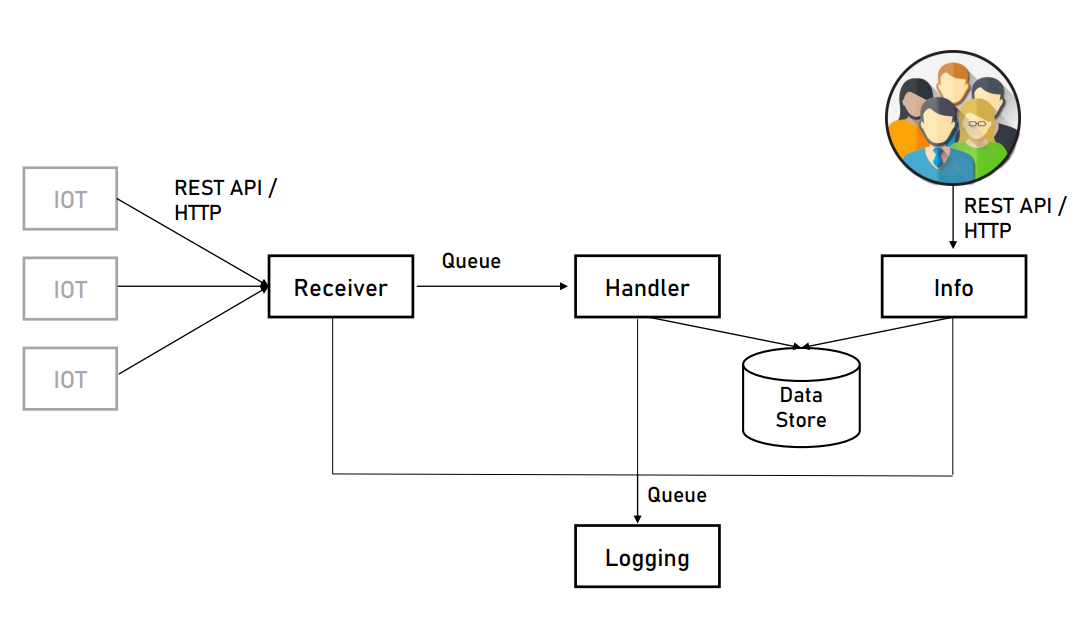 IOT
IOT
IOT
REST API /
HTTP
Receiver
Queue
Handler
REST API /
HTTP
Info
Data
Store
Queue
Logging